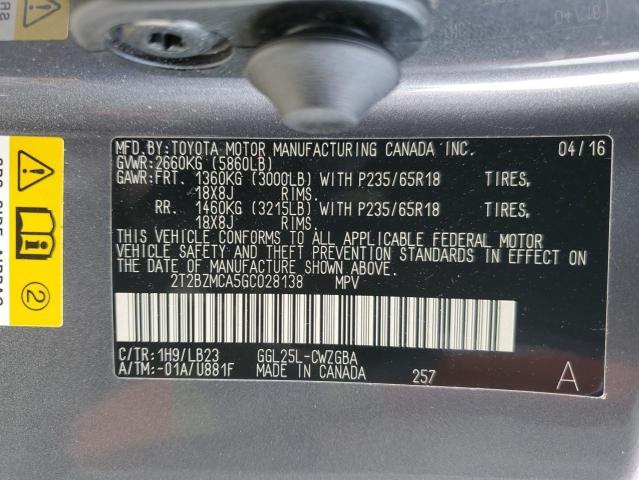 MFD.BY:TOYOTA MOTOR MANUFACTURING CANADA INC. 04/16
GVWR:2660KG (5860LB)
GAWR:FRT. 1360KG (3000LB) WITH P235/65R18 TIRES,
18X8J RIMS.
RR. 1460KG (3215LB) WITH P235/65R18 TIRES,
18X8J RIMS.
THIS VEHICLE CONFORMS TO ALL APPLICABLE FEDERAL MOTOR
VEHICLE SAFETY AND THEFT PREVENTION STANDARDS IN EFFECT ON
THE DATE OF MANUFACTURE SHOWN ABOVE.
2T2BZMCA5GC028138 MPV
C/TR:1H9/LB23 GGL25L-CWZGBA
A/TM:-01A/U881F MADE IN CANADA 257 A
2